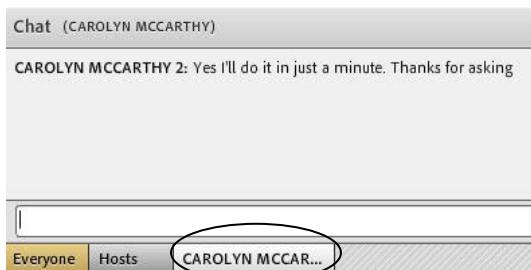 Chat (CAROLYN MCCARTHY)
CAROLYN MCCARTHY 2: Yes I'll do it in just a minute. Thanks for asking
Everyone Hosts CAROLYN MCCAR...